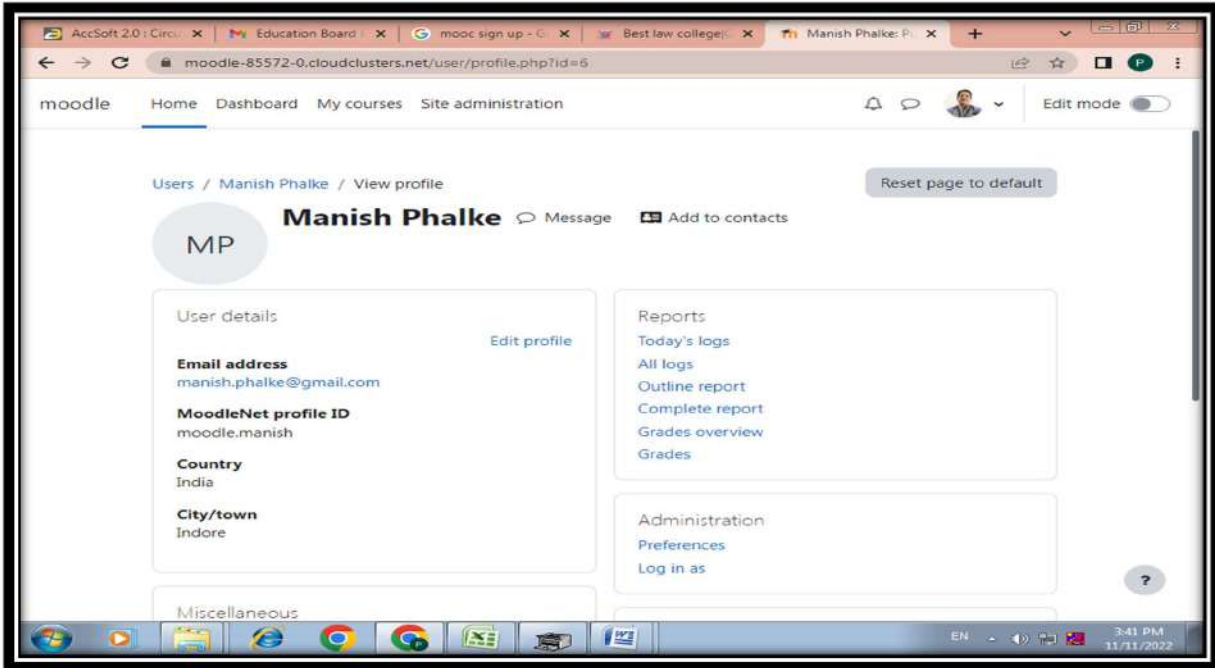 AccSoft 2.0 : Circu
Education Board
mooc sign up - G
Best law college
Manish Phalke: Pu
moodle-85572-0.cloudclusters.net/user/profile.php?id=6
P
moodle Home Dashboard My courses Site administration
Edit mode
Users / Manish Phalke / View profile
Reset page to default
MP
Manish Phalke Message Add to contacts
User details
Edit profile
Email address
manish.phalke@gmail.com
MoodleNet profile ID
moodle.manish
Country
India
City/town
Indore
Miscellaneous
Reports
Today's logs
All logs
Outline report
Complete report
Grades overview
Grades
Administration
Preferences
Log in as
?
EN
3:41 PM
11/11/2022